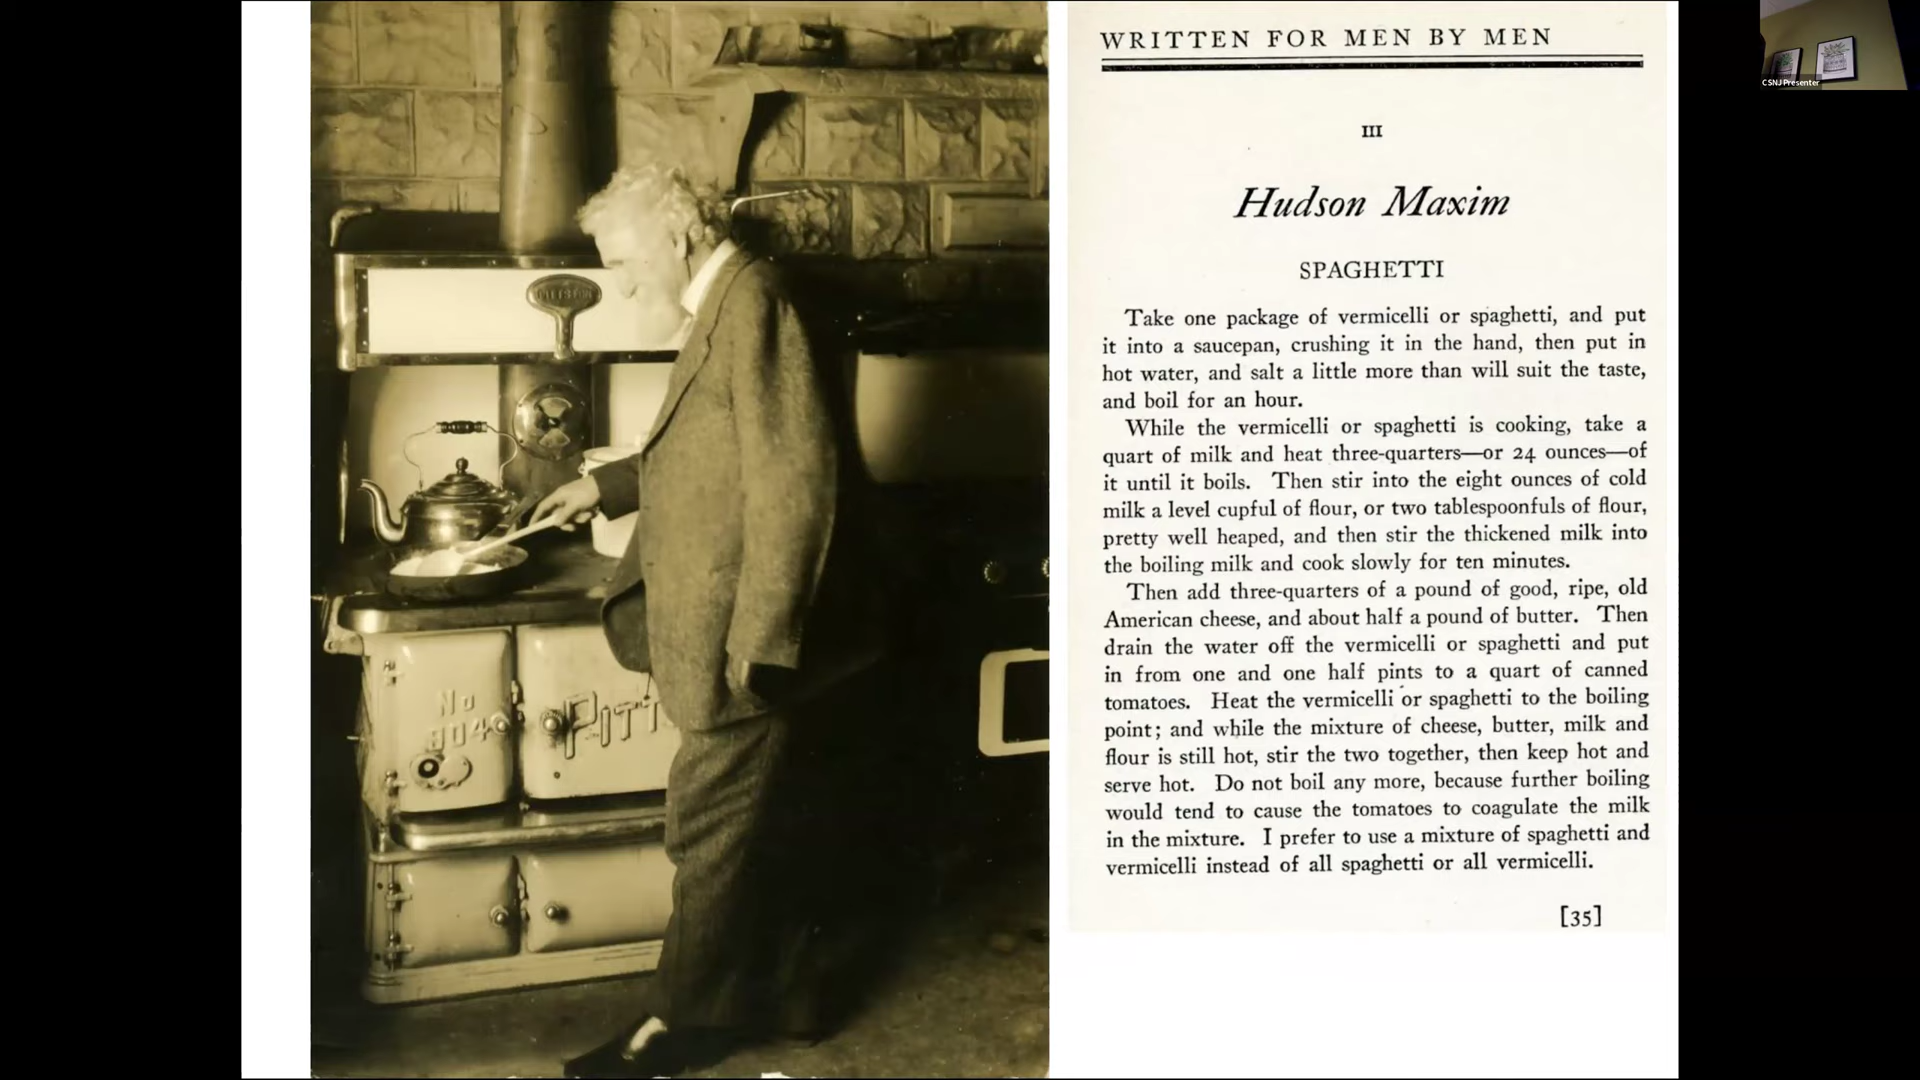 WRITTEN FOR MEN BY MEN
III
Hudson Maxim
SPAGHETTI
Take one package of vermicelli or spaghetti, and put
it into a saucepan, crushing it in the hand, then put in
hot water, and salt a little more than will suit the taste,
and boil for an hour.
While the vermicelli or spaghetti is cooking, take a
quart of milk and heat three-quarters—or 24 ounces—of
it until it boils. Then stir into the eight ounces of cold
milk a level cupful of flour, or two tablespoonfuls of flour,
pretty well heaped, and then stir the thickened milk into
the boiling milk and cook slowly for ten minutes.
Then add three-quarters of a pound of good, ripe, old
American cheese, and about half a pound of butter. Then
drain the water off the vermicelli or spaghetti and put
in from one and one half pints to a quart of canned
tomatoes. Heat the vermicelli or spaghetti to the boiling
point; and while the mixture of cheese, butter, milk and
flour is still hot, stir the two together, then keep hot and
serve hot. Do not boil any more, because further boiling
would tend to cause the tomatoes to coagulate the milk
in the mixture. I prefer to use a mixture of spaghetti and
vermicelli instead of all spaghetti or all vermicelli.
[35]
No
804
PITT
CSNJ Presenter